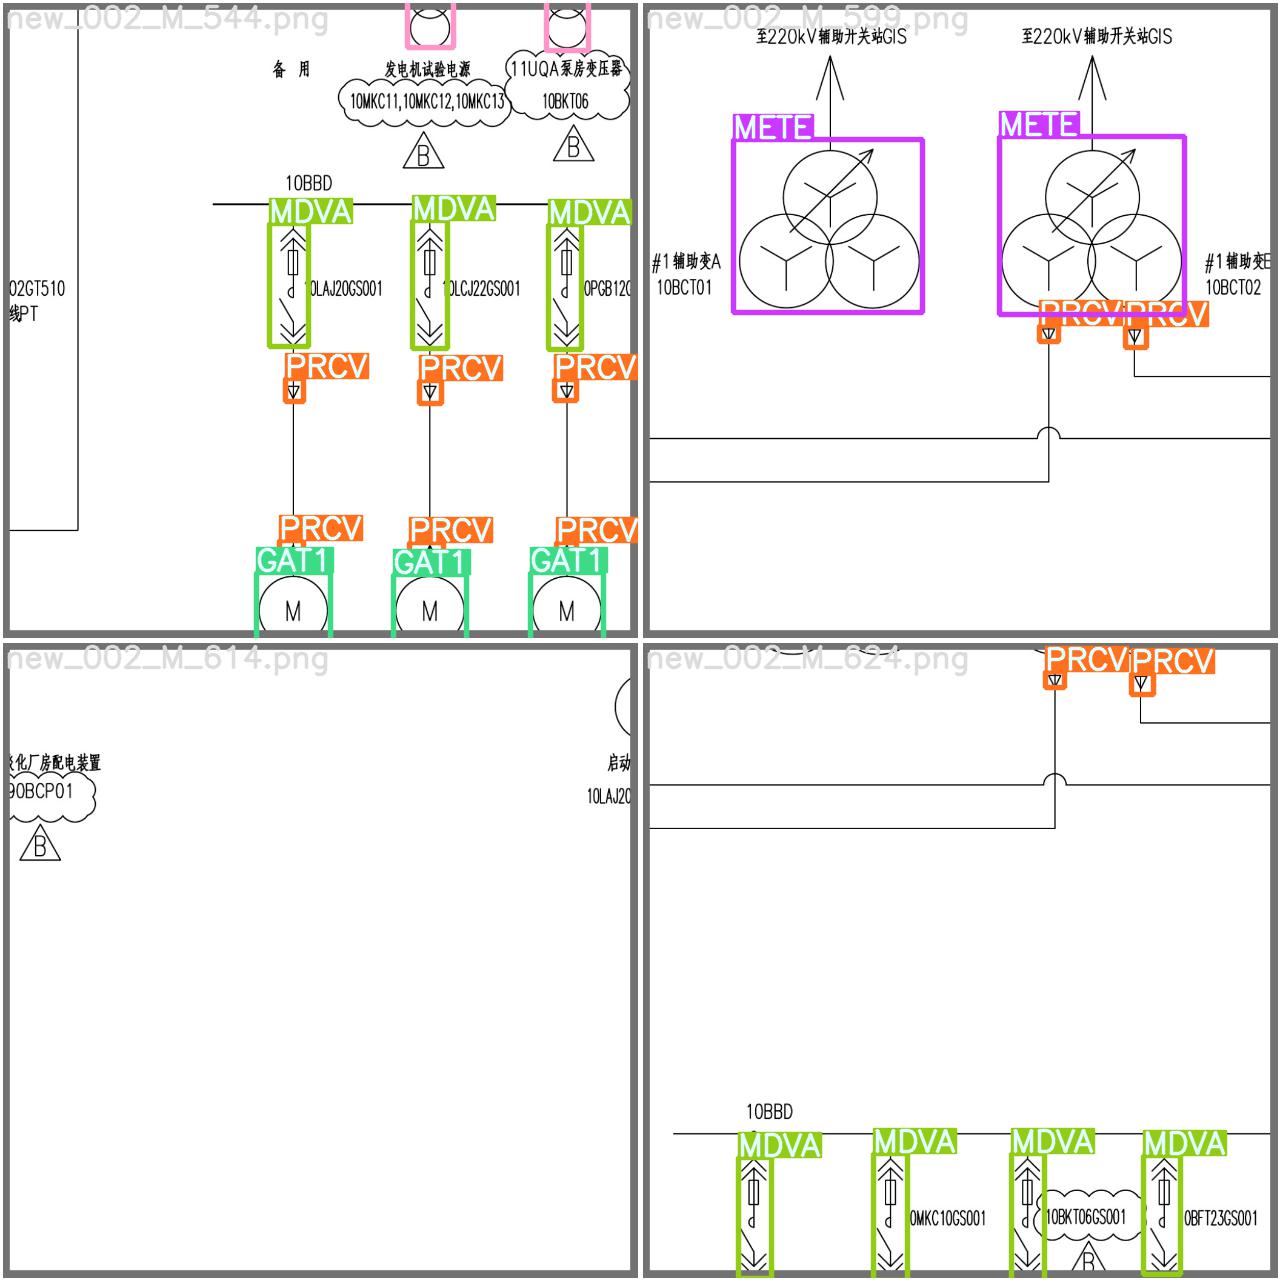 new_002_M_544.png
备 用
发电机试验电源
11UQA泵房变压器
10MKC11,10MKC12,10MKC13
10BKT06
B
B
10BBD
MDVA
MDVA
MDVA
02GT510
线PT
10LAJ20GS001
10LCJ22GS001
0PGB12G
PRCV
PRCV
PRCV
PRCV
PRCV
PRCV
GAT1
GAT1
GAT1
M
M
M
new_002_M_599.png
至220kV辅助开关站GIS
至220kV辅助开关站GIS
METE
METE
#1辅助变A
10BCT01
#1辅助变B
10BCT02
PRCV
PRCV
new_002_M_614.png
淡化厂房配电装置
90BCP01
B
启动
10LAJ20
new_002_M_624.png
PRCV
PRCV
10BBD
MDVA
MDVA
MDVA
MDVA
0MKC10GS001
10BKT06GS001
0BFT23GS001
B